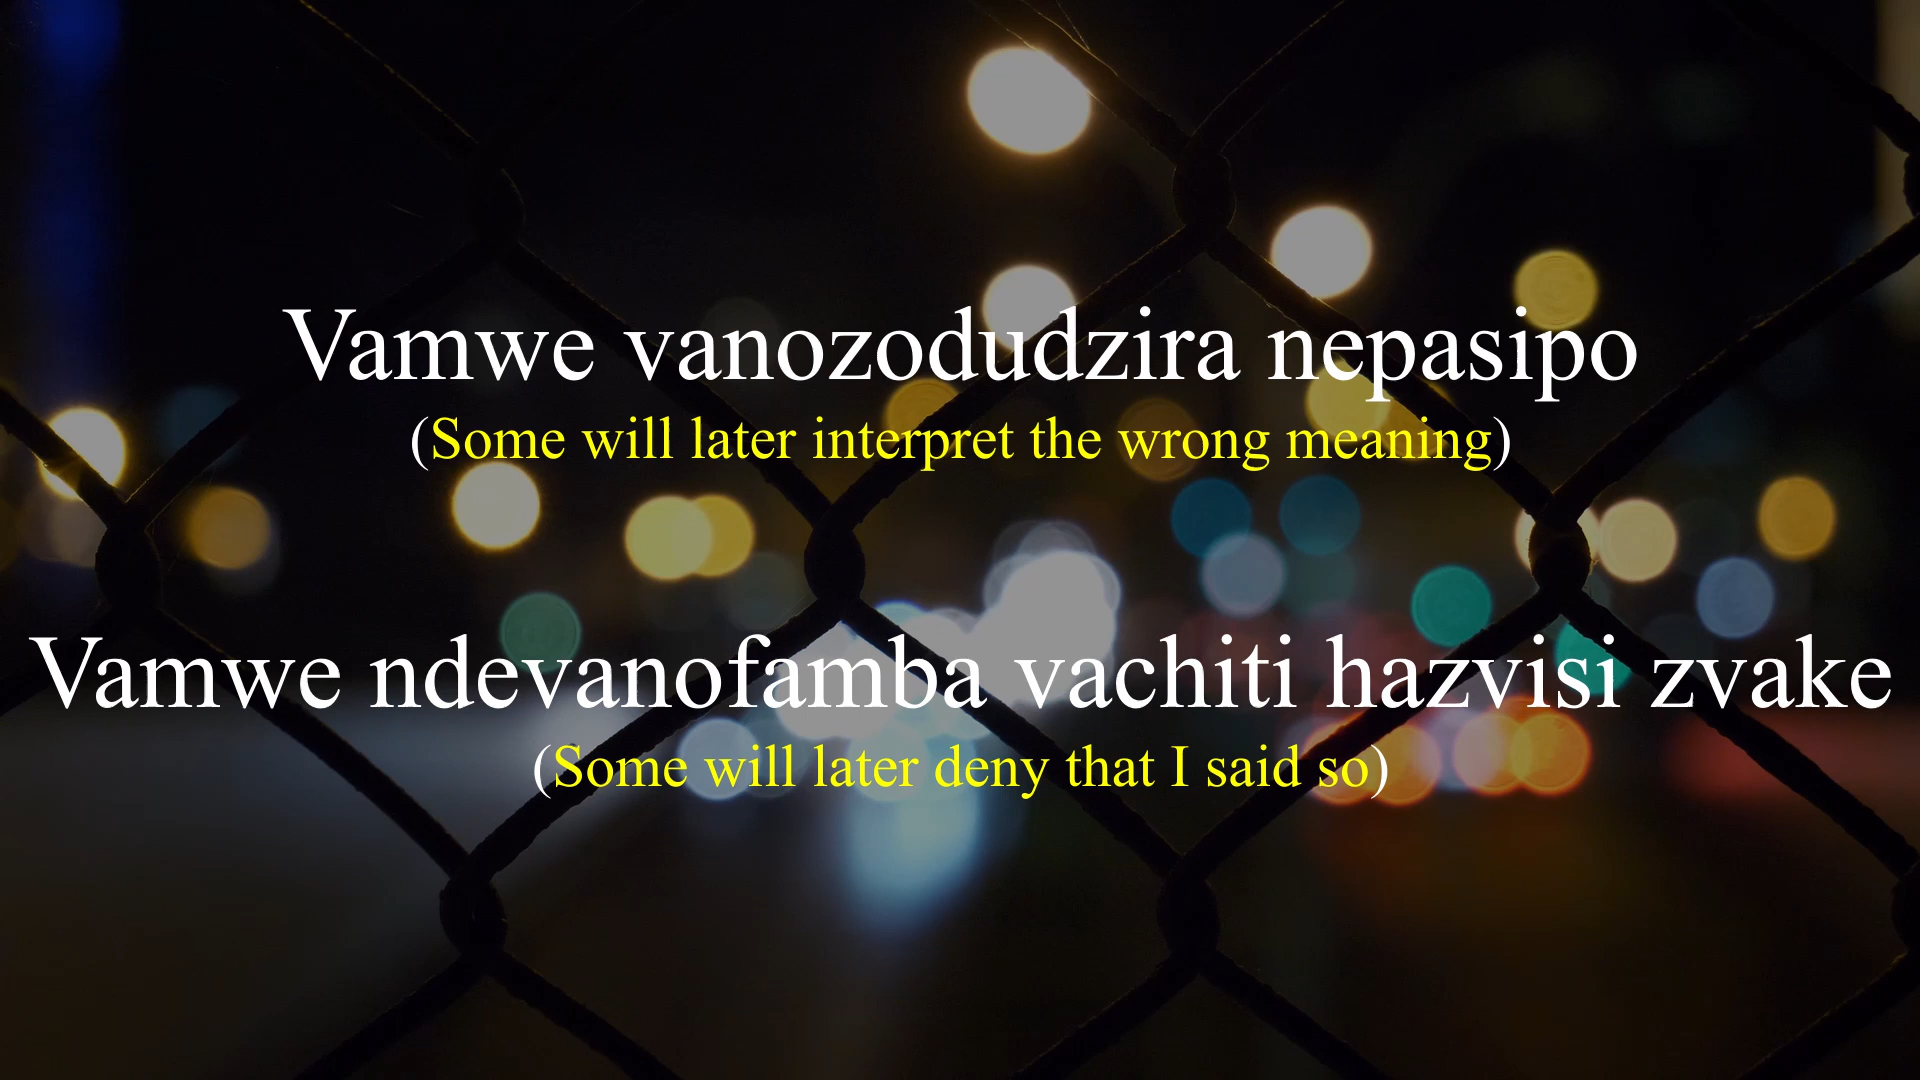 Vamwe vanozodudzira nepasipo
(Some will later interpret the wrong meaning)
Vamwe ndevanofamba vachiti hazvisi zvake
(Some will later deny that I said so)